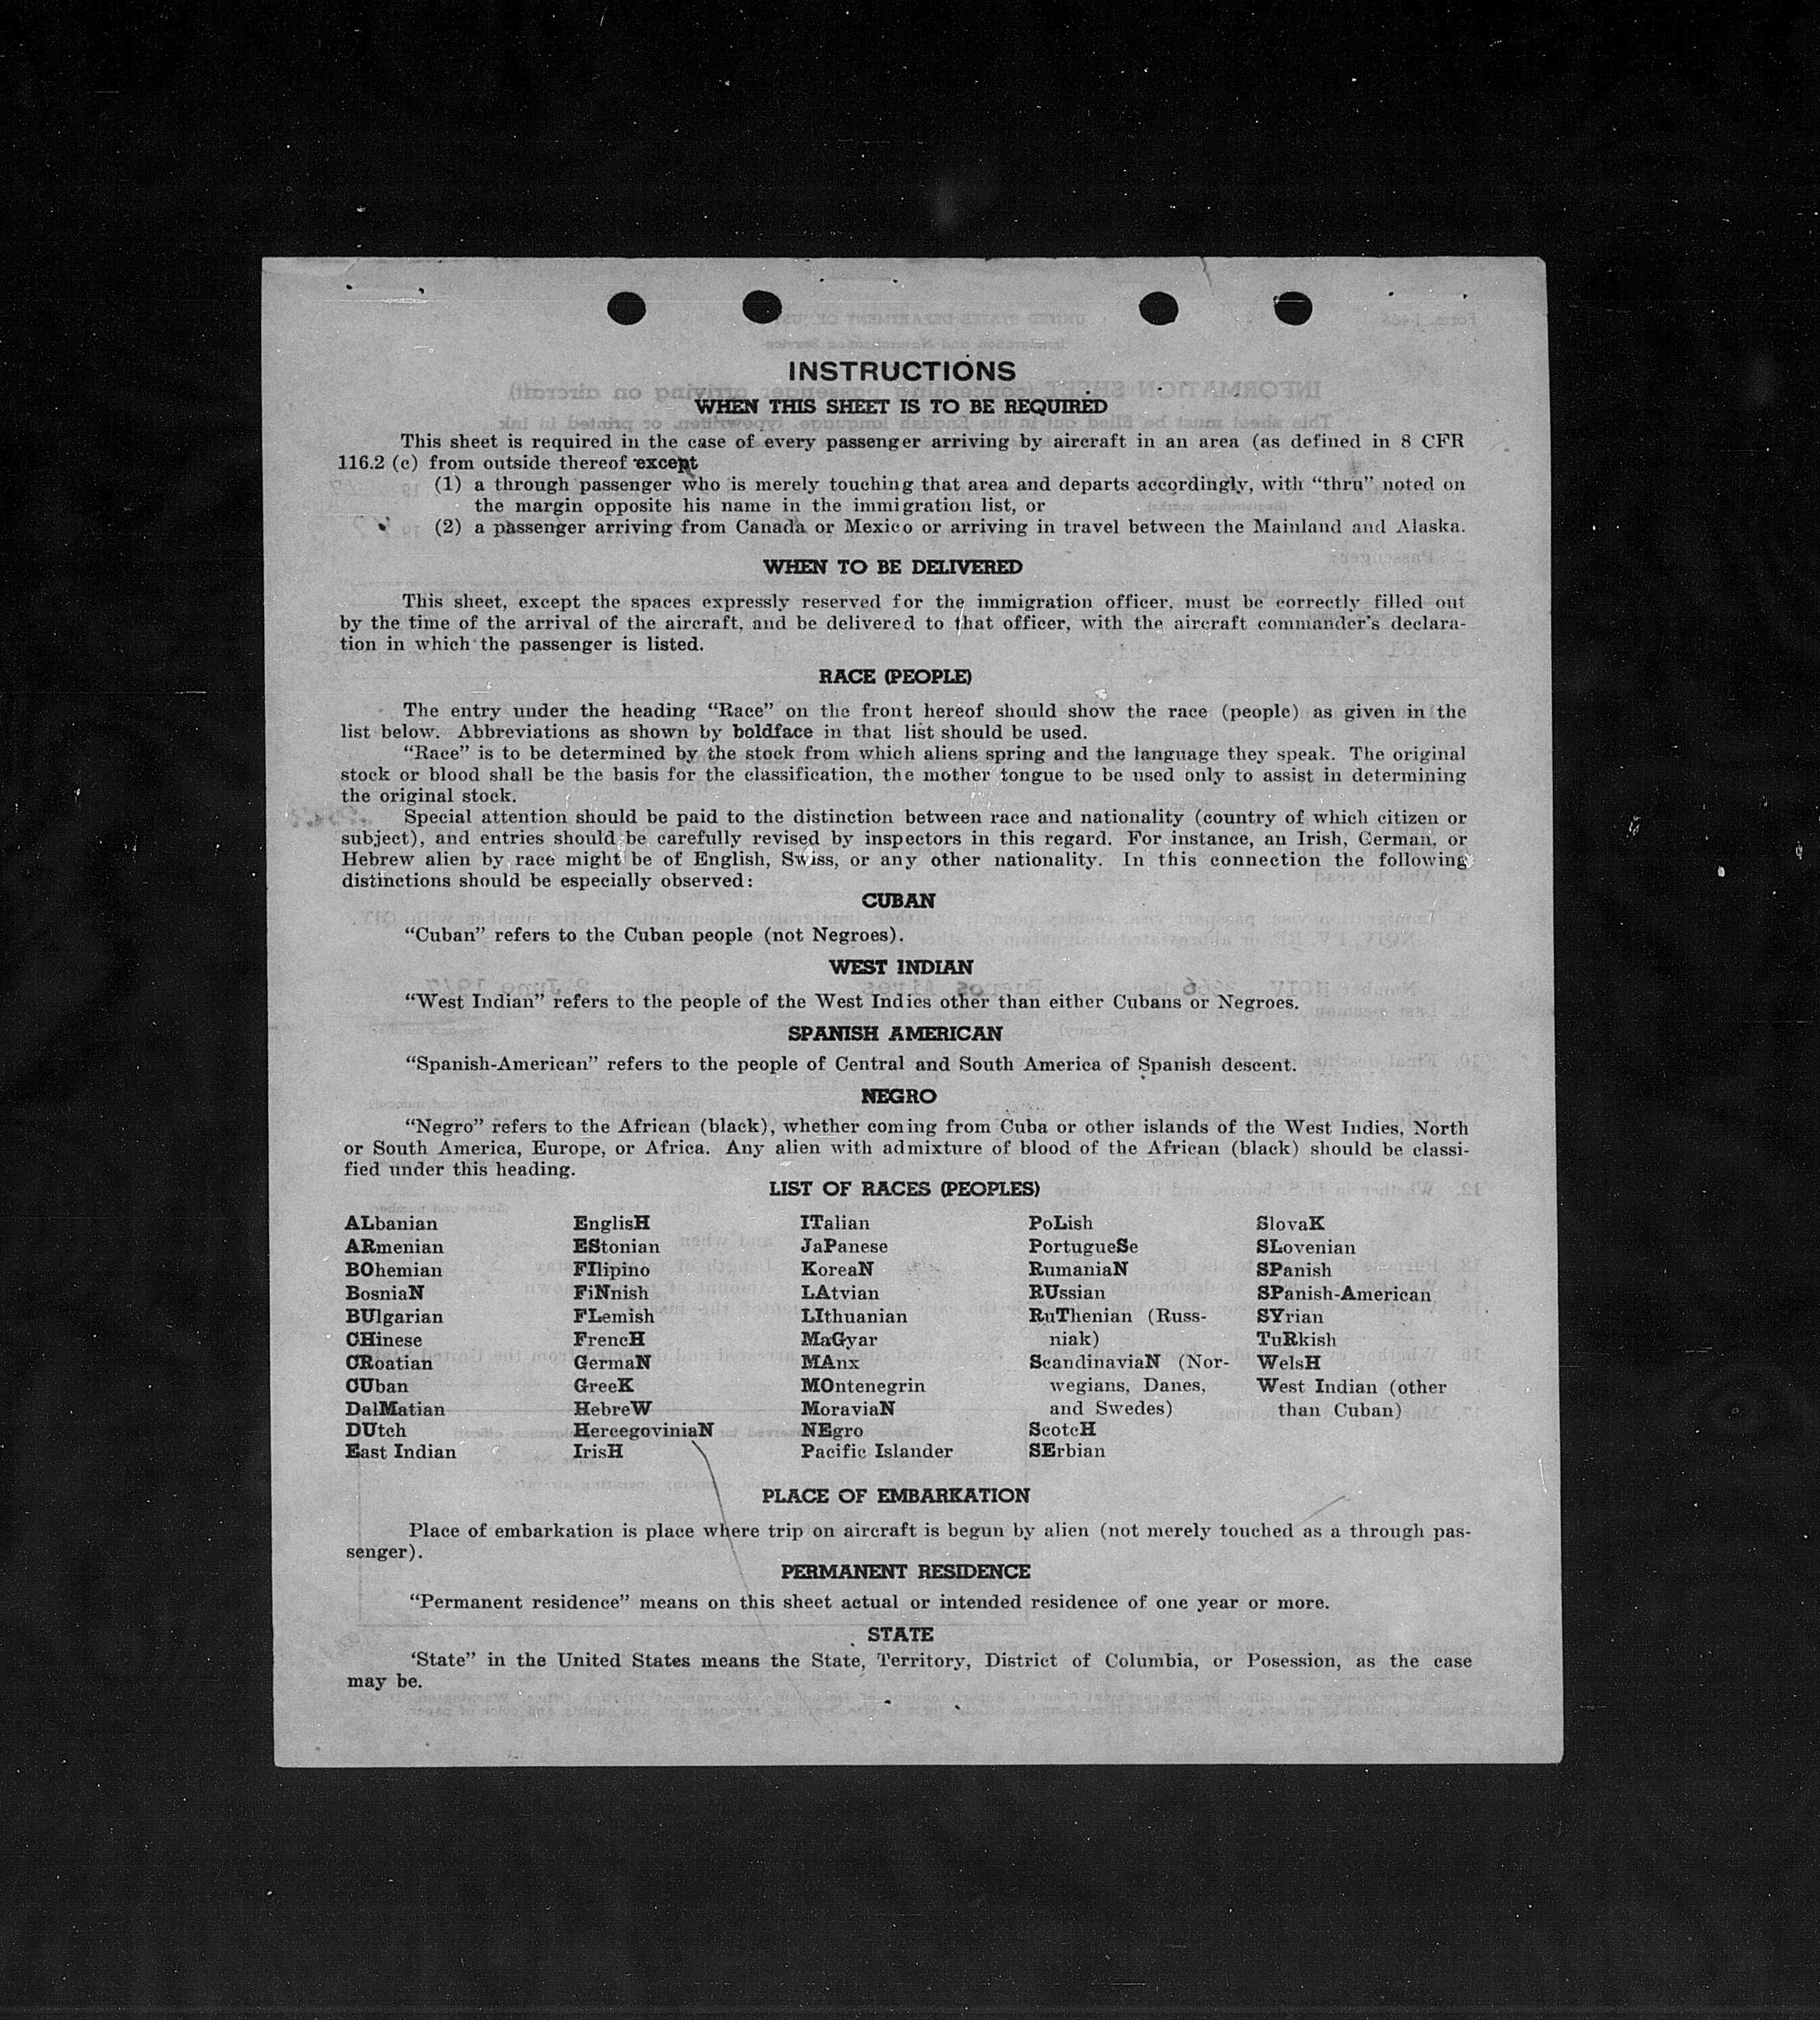 INSTRUCTIONS
WHEN THIS SHEET IS TO BE REQUIRED
This sheet is required in the case of every passenger arriving by aircraft in an area (as defined in 8 CFR
116.2 (c) from outside thereof except
(1) a through passenger who is merely touching that area and departs accordingly, with “thru” noted on
the margin opposite his name in the immigration list, or
(2) a passenger arriving from Canada or Mexico or arriving in travel between the Mainland and Alaska.
WHEN TO BE DELIVERED
This sheet, except the spaces expressly reserved for the immigration officer, must be correctly filled out
by the time of the arrival of the aircraft, and be delivered to that officer, with the aircraft commander's declara-
tion in which the passenger is listed.
RACE (PEOPLE)
The entry under the heading “Race” on the front hereof should show the race (people) as given in the
list below. Abbreviations as shown by boldface in that list should be used.
“Race” is to be determined by the stock from which aliens spring and the language they speak. The original
stock or blood shall be the basis for the classification, the mother tongue to be used only to assist in determining
the original stock.
Special attention should be paid to the distinction between race and nationality (country of which citizen or
subject), and entries should be carefully revised by inspectors in this regard. For instance, an Irish, German, or
Hebrew alien by race might be of English, Swiss, or any other nationality. In this connection the following
distinctions should be especially observed:
CUBAN
“Cuban” refers to the Cuban people (not Negroes).
WEST INDIAN
“West Indian” refers to the people of the West Indies other than either Cubans or Negroes.
SPANISH AMERICAN
“Spanish-American” refers to the people of Central and South America of Spanish descent.
NEGRO
“Negro” refers to the African (black), whether coming from Cuba or other islands of the West Indies, North
or South America, Europe, or Africa. Any alien with admixture of blood of the African (black) should be classi-
fied under this heading.
LIST OF RACES (PEOPLES)
ALbanian
ARmenian
BOhemian
BosniaN
BUlgarian
CHinese
CRoatian
CUban
DalMatian
DUtch
East Indian
EnglisH
EStonian
FIlipino
FiNnish
FLemish
FrencH
GermaN
GreeK
HebreW
HercegoviniaN
IrisH
ITalian
JaPanese
KoreaN
LAtvian
LIthuanian
MaGyar
MAnx
MOntenegrin
MoraviaN
NEgro
Pacific Islander
PoLish
PortugueSe
RumaniaN
RUssian
RuThenian (Russ-
niak)
ScandinaviaN (Nor-
wegians, Danes,
and Swedes)
ScotcH
SErbian
SlovaK
SLovenian
SPanish
SPanish-American
SYrian
TuRkish
WelsH
West Indian (other
than Cuban)
PLACE OF EMBARKATION
Place of embarkation is place where trip on aircraft is begun by alien (not merely touched as a through pas-
senger).
PERMANENT RESIDENCE
“Permanent residence” means on this sheet actual or intended residence of one year or more.
STATE
‘State” in the United States means the State, Territory, District of Columbia, or Posession, as the case
may be.